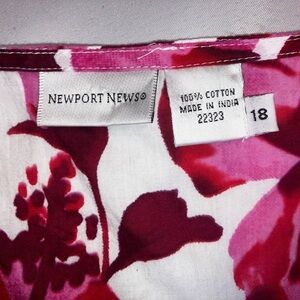 NEWPORT NEWS®
100% COTTON
MADE IN INDIA
22323
18